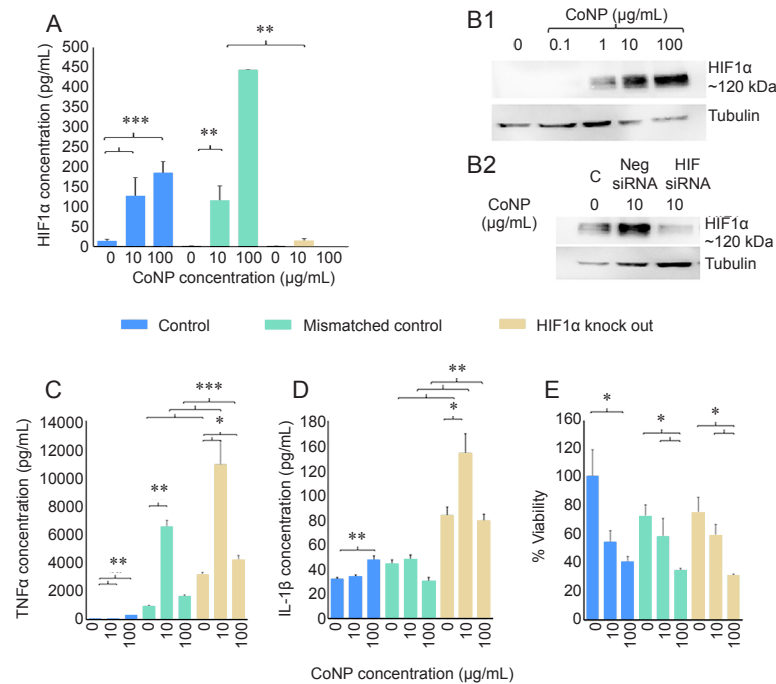 A
HIF1α concentration (pg/mL)
500
450
400
350
300
250
200
150
100
50
0
***
**
**
0 10 100 0 10 100 0 10 100
CoNP concentration (µg/mL)
B1
CoNP (µg/mL)
0 0.1 1 10 100
HIF1α
~120 kDa
Tubulin
B2
C Neg siRNA HIF siRNA
CoNP (µg/mL)
0 10 10
HIF1α
~120 kDa
Tubulin
Control Mismatched control HIF1α knock out
C
TNFα concentration (pg/mL)
14000
12000
10000
8000
6000
4000
2000
0
**
**
***
*
0 10 100 0 10 100 0 10 100
D
IL-1β concentration (pg/mL)
180
160
120
100
80
60
40
20
0
**
**
*
0 10 100 0 10 100 0 10 100
E
% Viability
160
120
100
80
60
40
20
0
*
*
*
0 10 100 0 10 100 0 10 100
CoNP concentration (µg/mL)